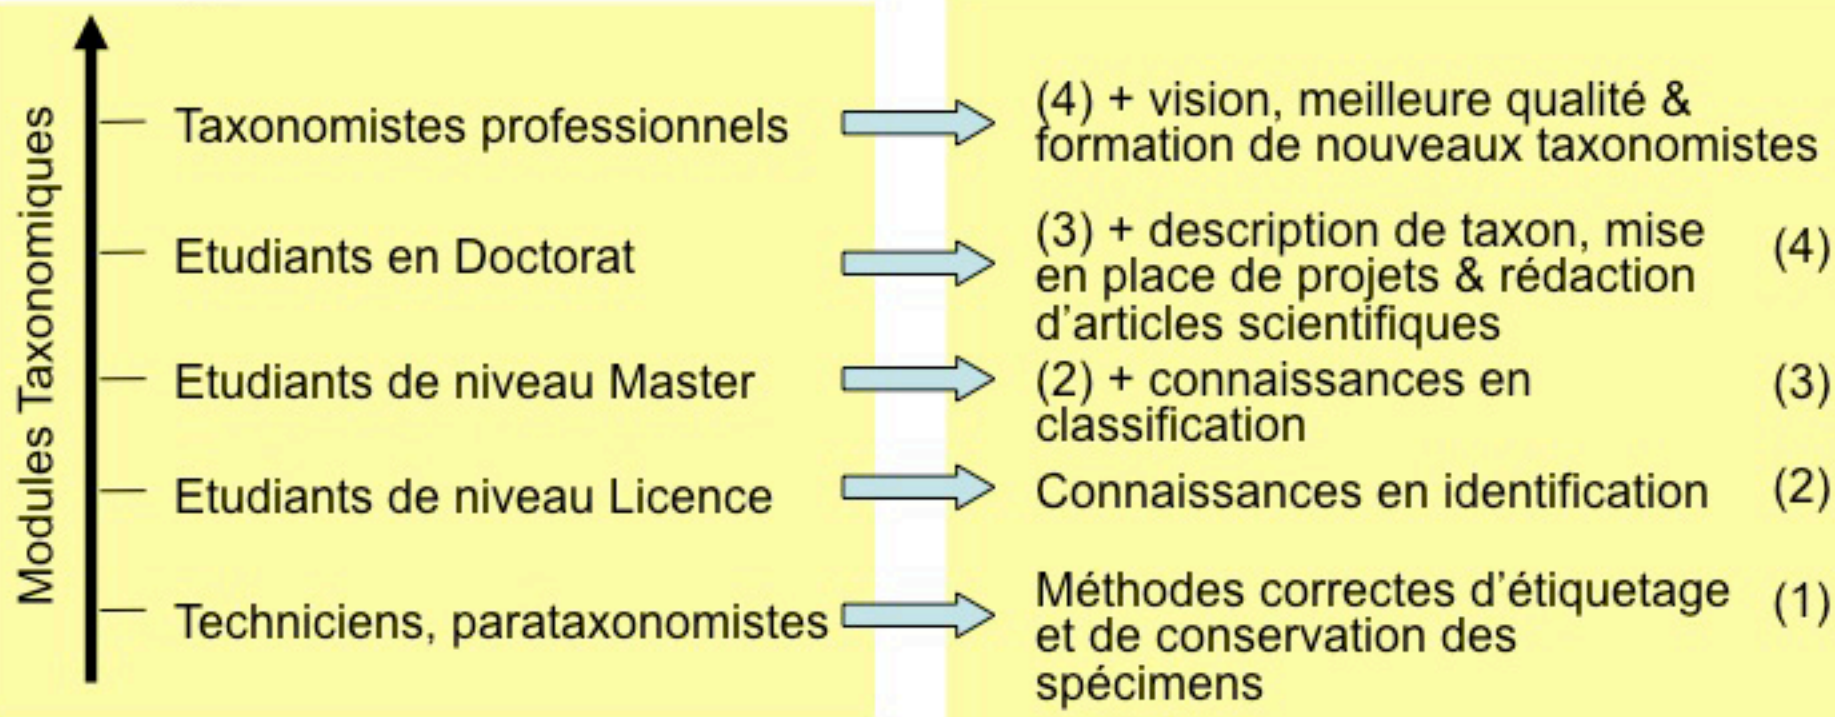 Modules Taxonomiques
Taxonomistes professionnels
(4) + vision, meilleure qualité &
formation de nouveaux taxonomistes
Etudiants en Doctorat
(3) + description de taxon, mise
en place de projets & rédaction
d’articles scientifiques
(4)
Etudiants de niveau Master
(2) + connaissances en
classification
(3)
Etudiants de niveau Licence
Connaissances en identification
(2)
Techniciens, parataxonomistes
Méthodes correctes d’étiquetage
et de conservation des
spécimens
(1)